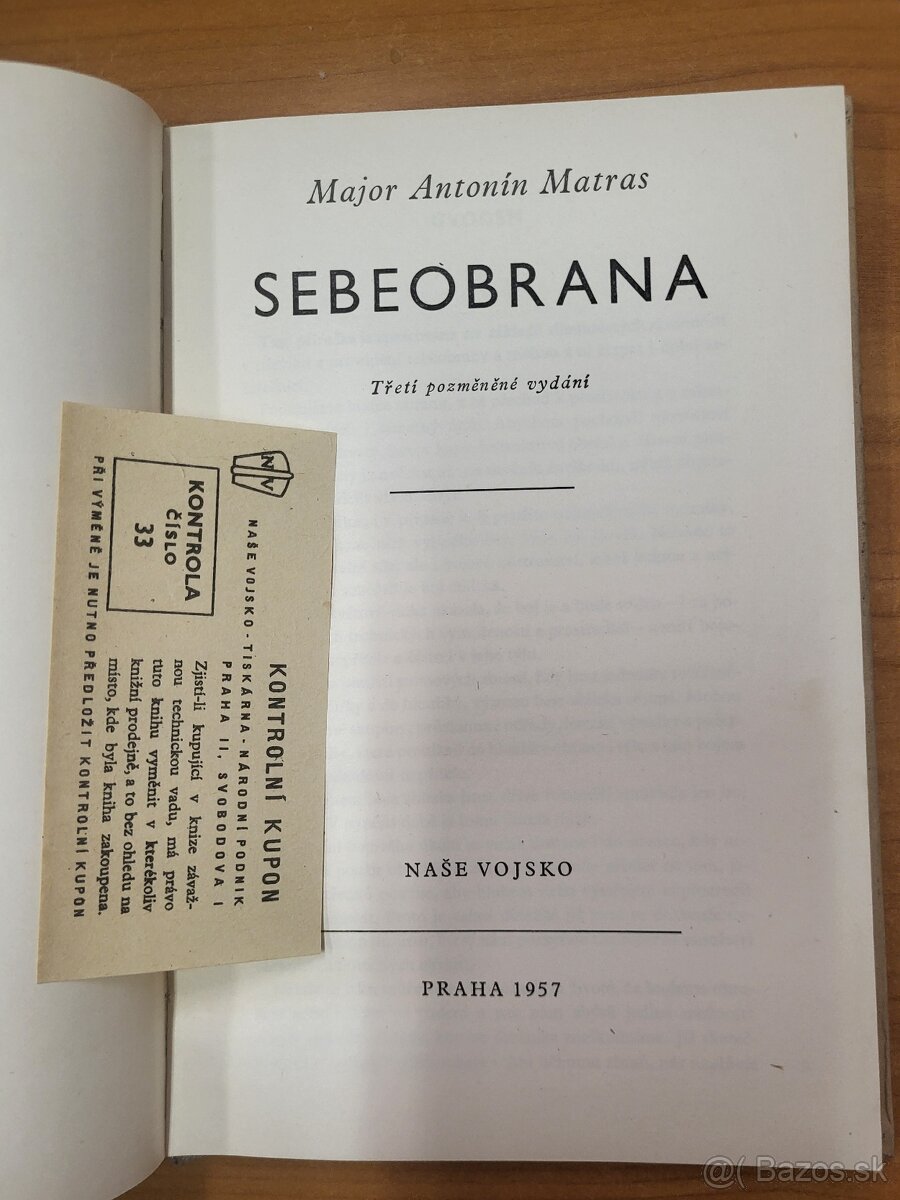 Major Antonín Matras
SEBEOBRANA
Třetí pozměněné vydání
NAŠE VOJSKO
PRAHA 1957
KONTROLNÍ KUPON
NAŠE VOJSKO - TISKÁRNA - NÁRODNÍ PODNIK
PRAHA II, SVOBODOVA 1
NV
KONTROLA
ČÍSLO
33
Zjistí-li kupující v knize závaž-
nou technickou vadu, má právo
tuto knihu vyměnit v kterékoliv
knižní prodejně, a to bez ohledu na
místo, kde byla kniha zakoupena.
PŘI VÝMĚNĚ JE NUTNO PŘEDLOŽIT KONTROLNÍ KUPON
@( Bazos.sk